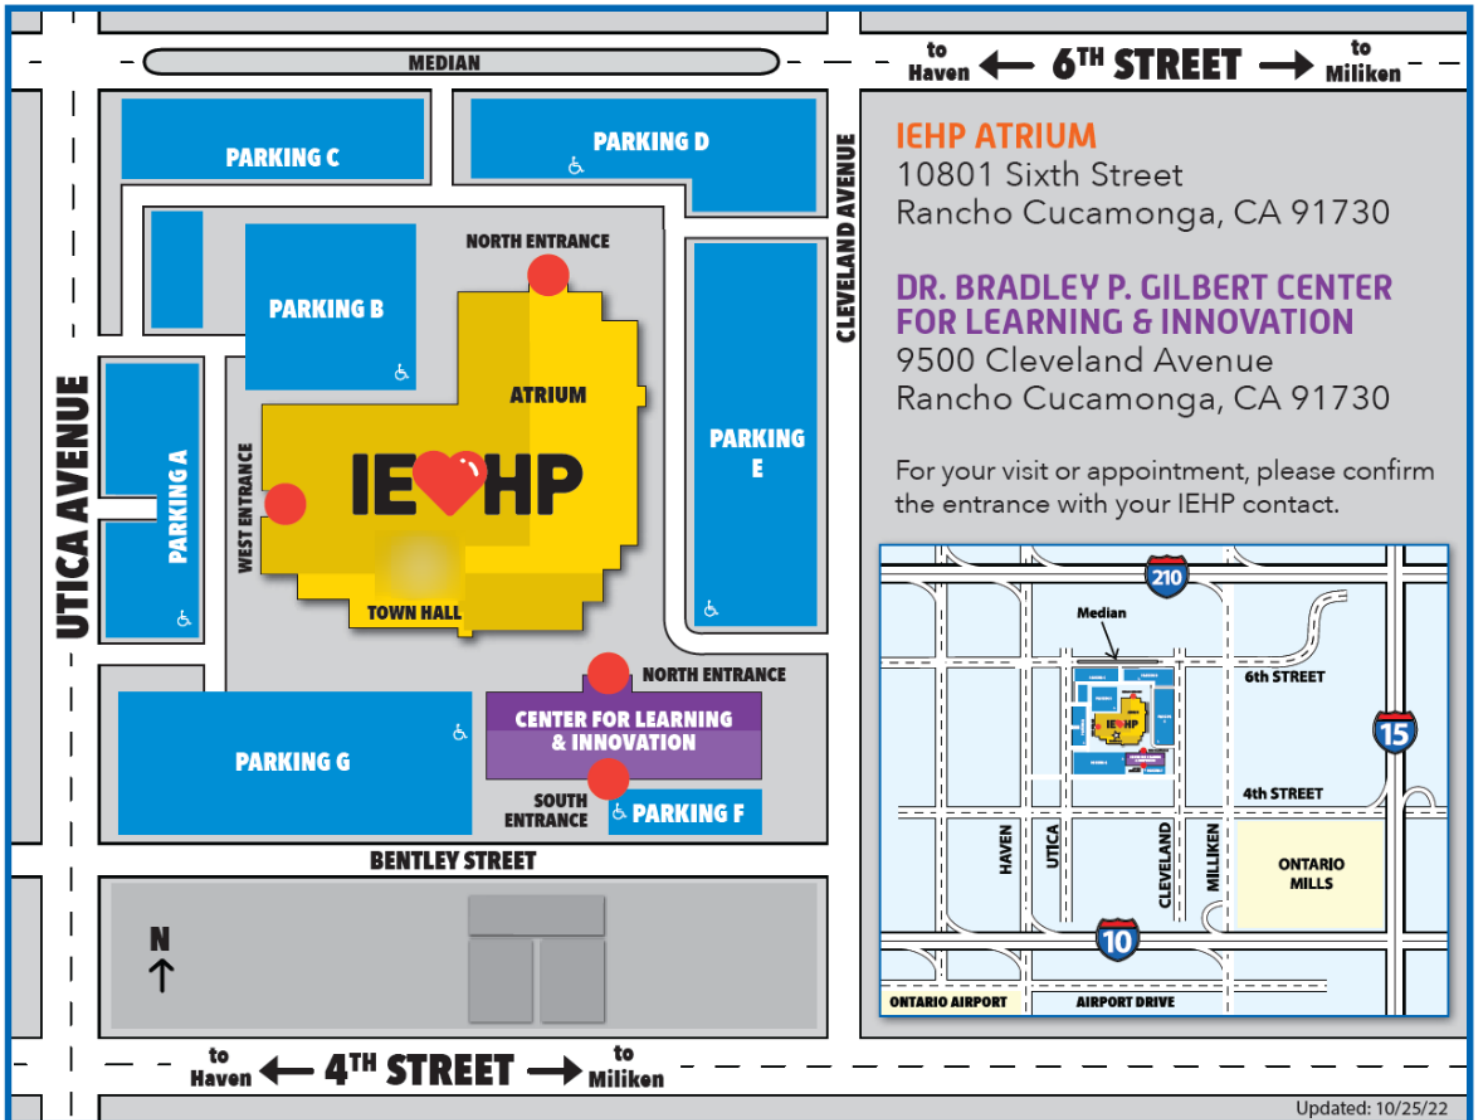 MEDIAN
to
Haven
6TH STREET
to
Miliken
PARKING C
PARKING D
CLEVELAND AVENUE
IEHP ATRIUM
10801 Sixth Street
Rancho Cucamonga, CA 91730
NORTH ENTRANCE
PARKING B
DR. BRADLEY P. GILBERT CENTER
FOR LEARNING & INNOVATION
9500 Cleveland Avenue
Rancho Cucamonga, CA 91730
UTICA AVENUE
ATRIUM
PARKING
E
PARKING A
WEST ENTRANCE
IEHP
For your visit or appointment, please confirm
the entrance with your IEHP contact.
TOWN HALL
NORTH ENTRANCE
CENTER FOR LEARNING
& INNOVATION
PARKING G
SOUTH
ENTRANCE
PARKING F
BENTLEY STREET
N
210
Median
6th STREET
IEHP
15
4th STREET
HAVEN
UTICA
CLEVELAND
MILLIKEN
ONTARIO
MILLS
10
ONTARIO AIRPORT
AIRPORT DRIVE
to
Haven
4TH STREET
to
Miliken
Updated: 10/25/22